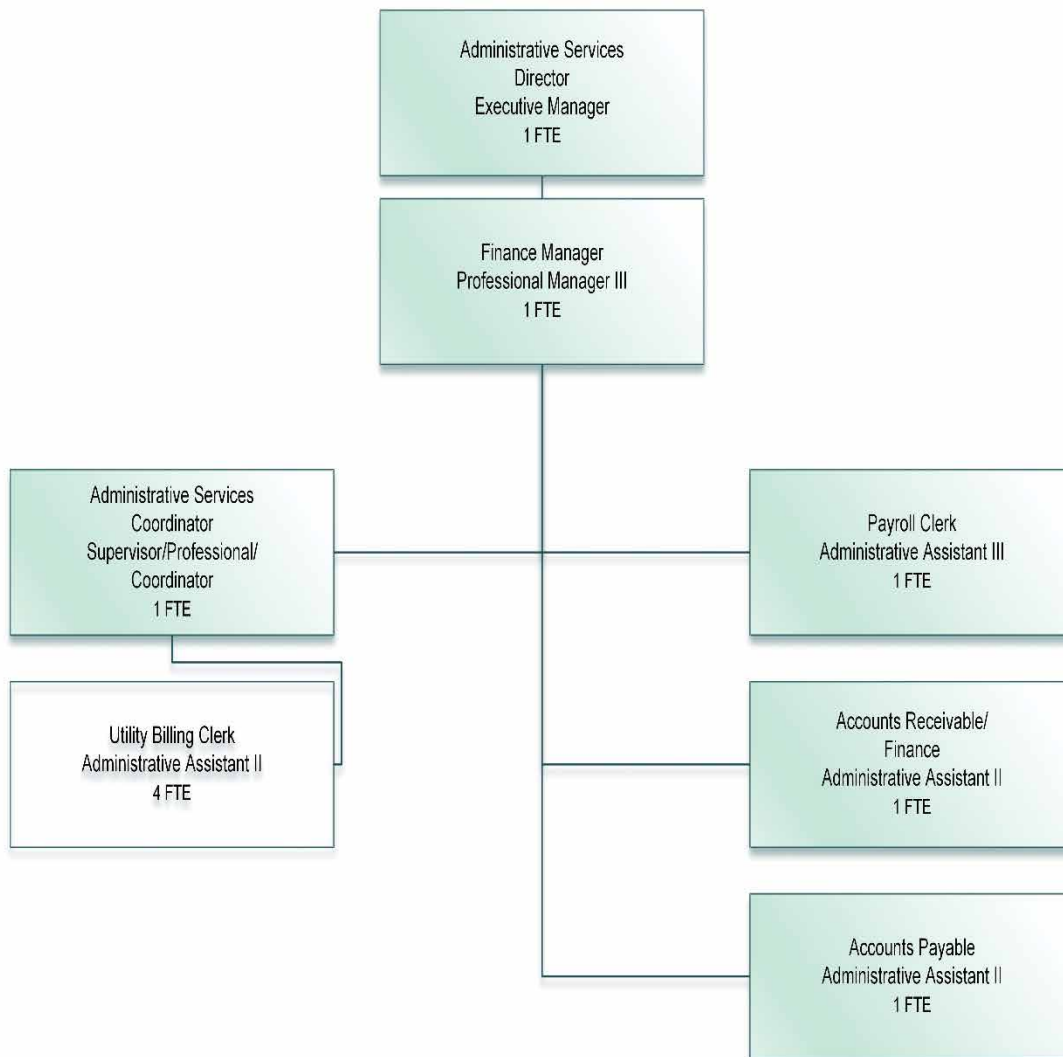 Administrative Services
Director
Executive Manager
1 FTE
Finance Manager
Professional Manager III
1 FTE
Administrative Services
Coordinator
Supervisor/Professional/
Coordinator
1 FTE
Utility Billing Clerk
Administrative Assistant II
4 FTE
Payroll Clerk
Administrative Assistant III
1 FTE
Accounts Receivable/
Finance
Administrative Assistant II
1 FTE
Accounts Payable
Administrative Assistant II
1 FTE